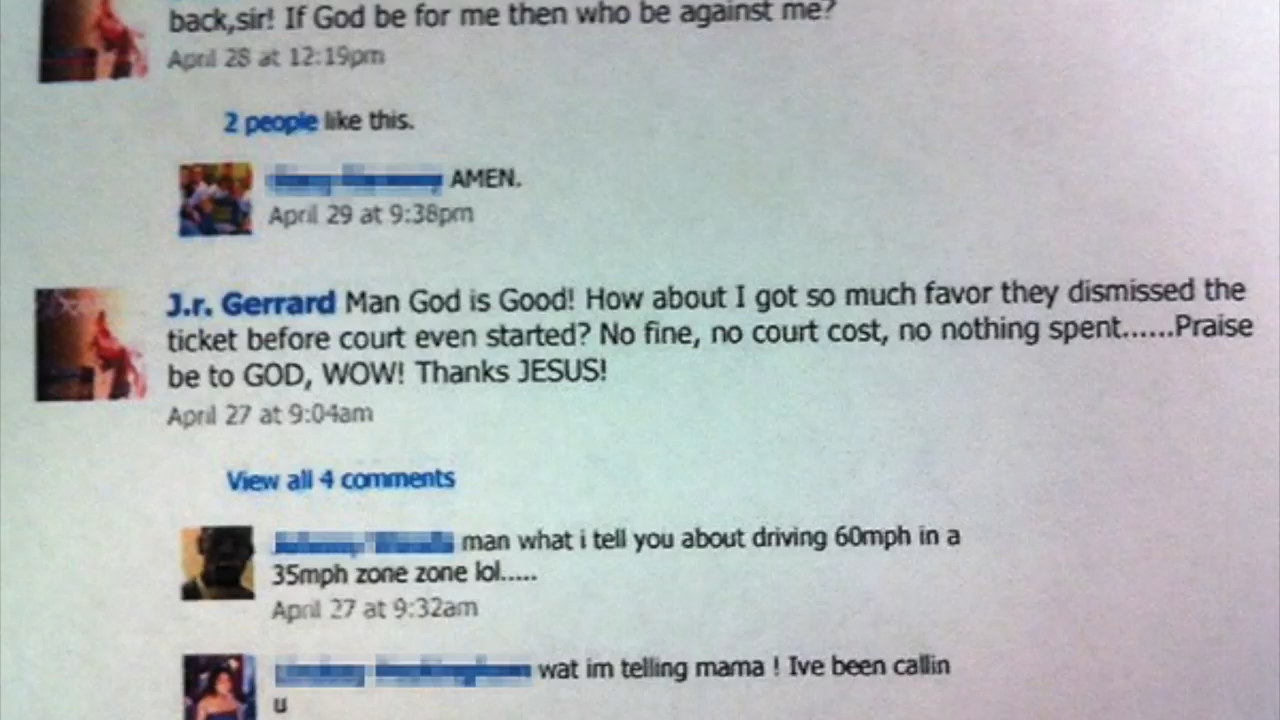 back,sir! If God be for me then who be against me?
April 28 at 12:19pm
2 people like this.
AMEN.
April 29 at 9:38pm
J.r. Gerrard Man God is Good! How about I got so much favor they dismissed the
ticket before court even started? No fine, no court cost, no nothing spent......Praise
be to GOD, WOW! Thanks JESUS!
April 27 at 9:04am
View all 4 comments
man what i tell you about driving 60mph in a
35mph zone zone lol.....
April 27 at 9:32am
wat im telling mama ! Ive been callin
u